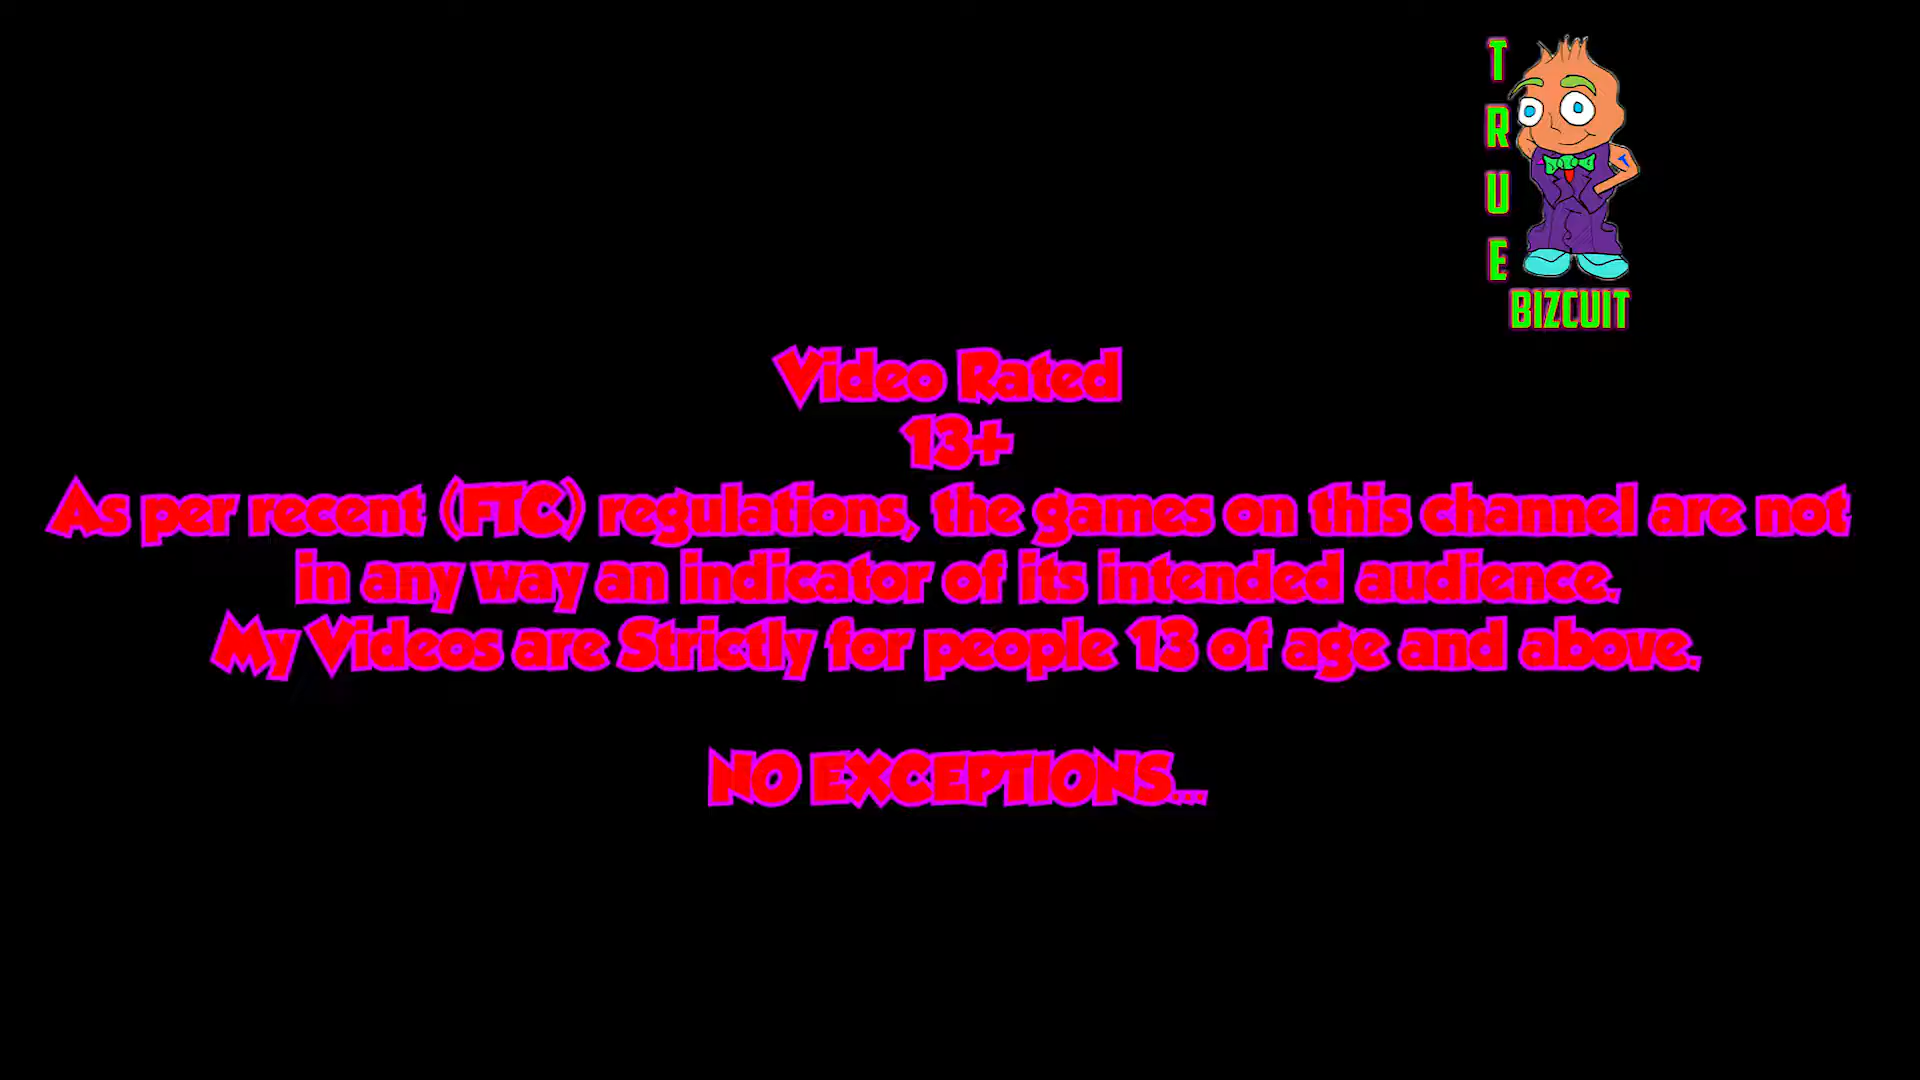 TRUE
BIZCUIT
Video Rated
13+
As per recent (FTC) regulations, the games on this channel are not
in any way an indicator of its intended audience.
My Videos are Strictly for people 13 of age and above.
NO EXCEPTIONS...